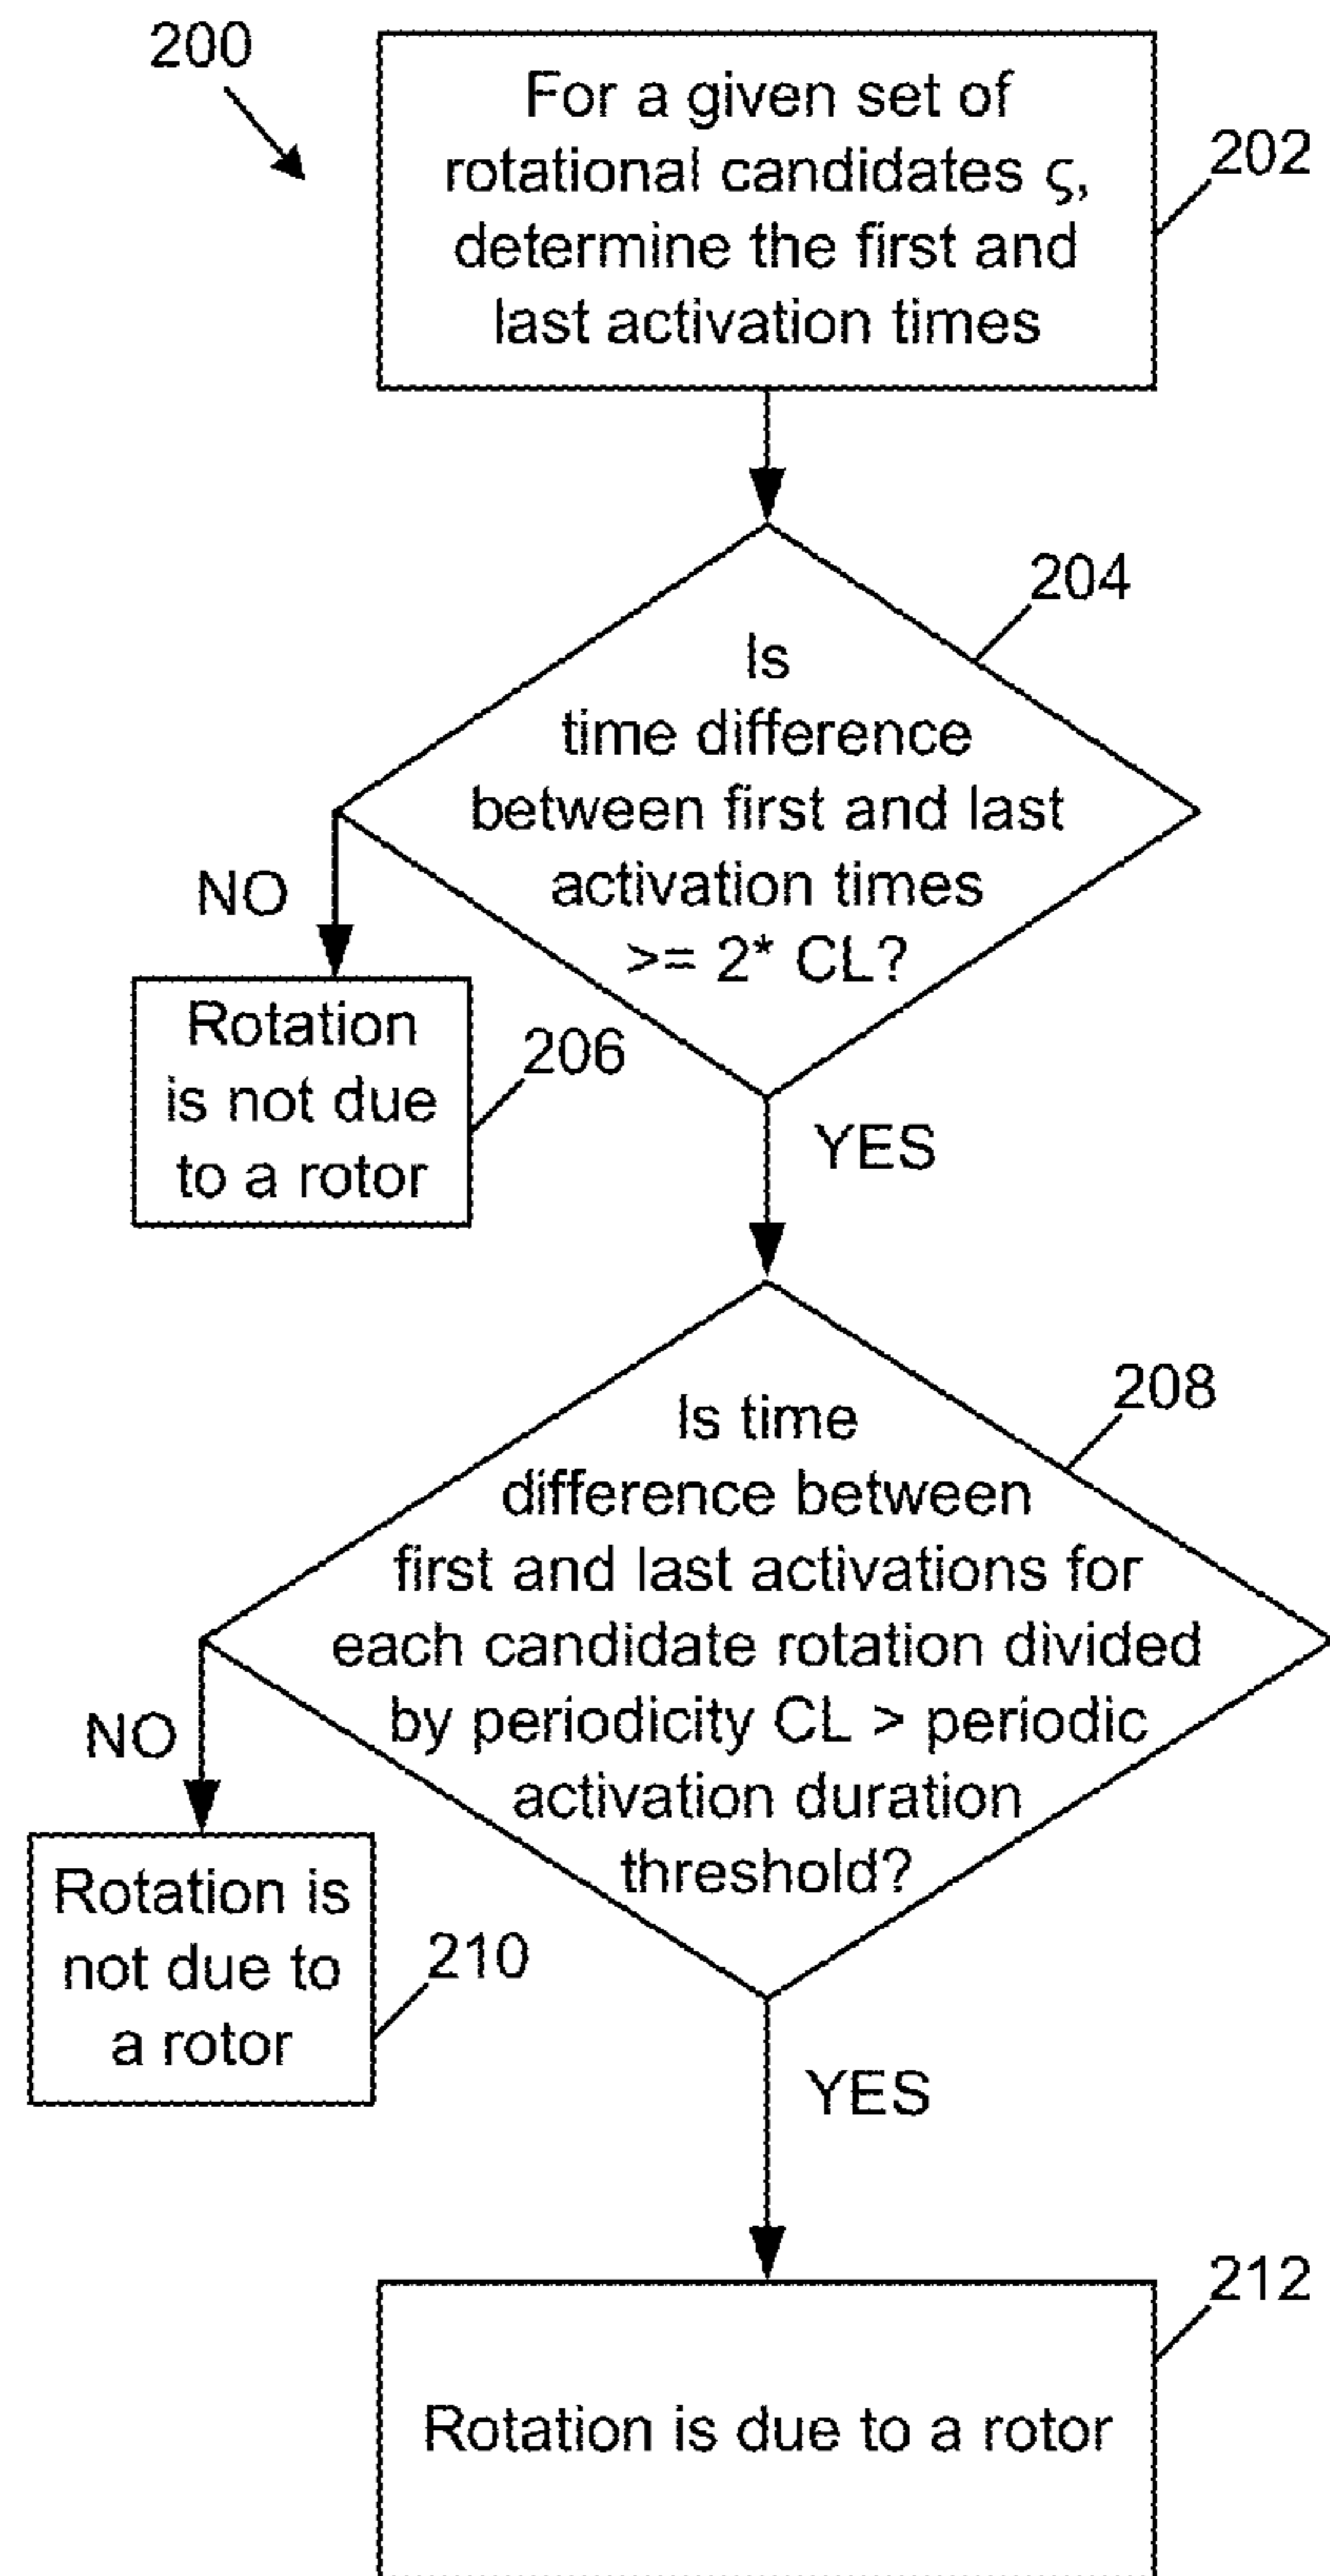 200
For a given set of
rotational candidates ς,
determine the first and
last activation times
202
204
Is
time difference
between first and last
activation times
>= 2* CL?
NO
Rotation
is not due
to a rotor
206
YES
208
Is time
difference between
first and last activations for
each candidate rotation divided
by periodicity CL > periodic
activation duration
threshold?
NO
Rotation is
not due to
a rotor
210
YES
212
Rotation is due to a rotor